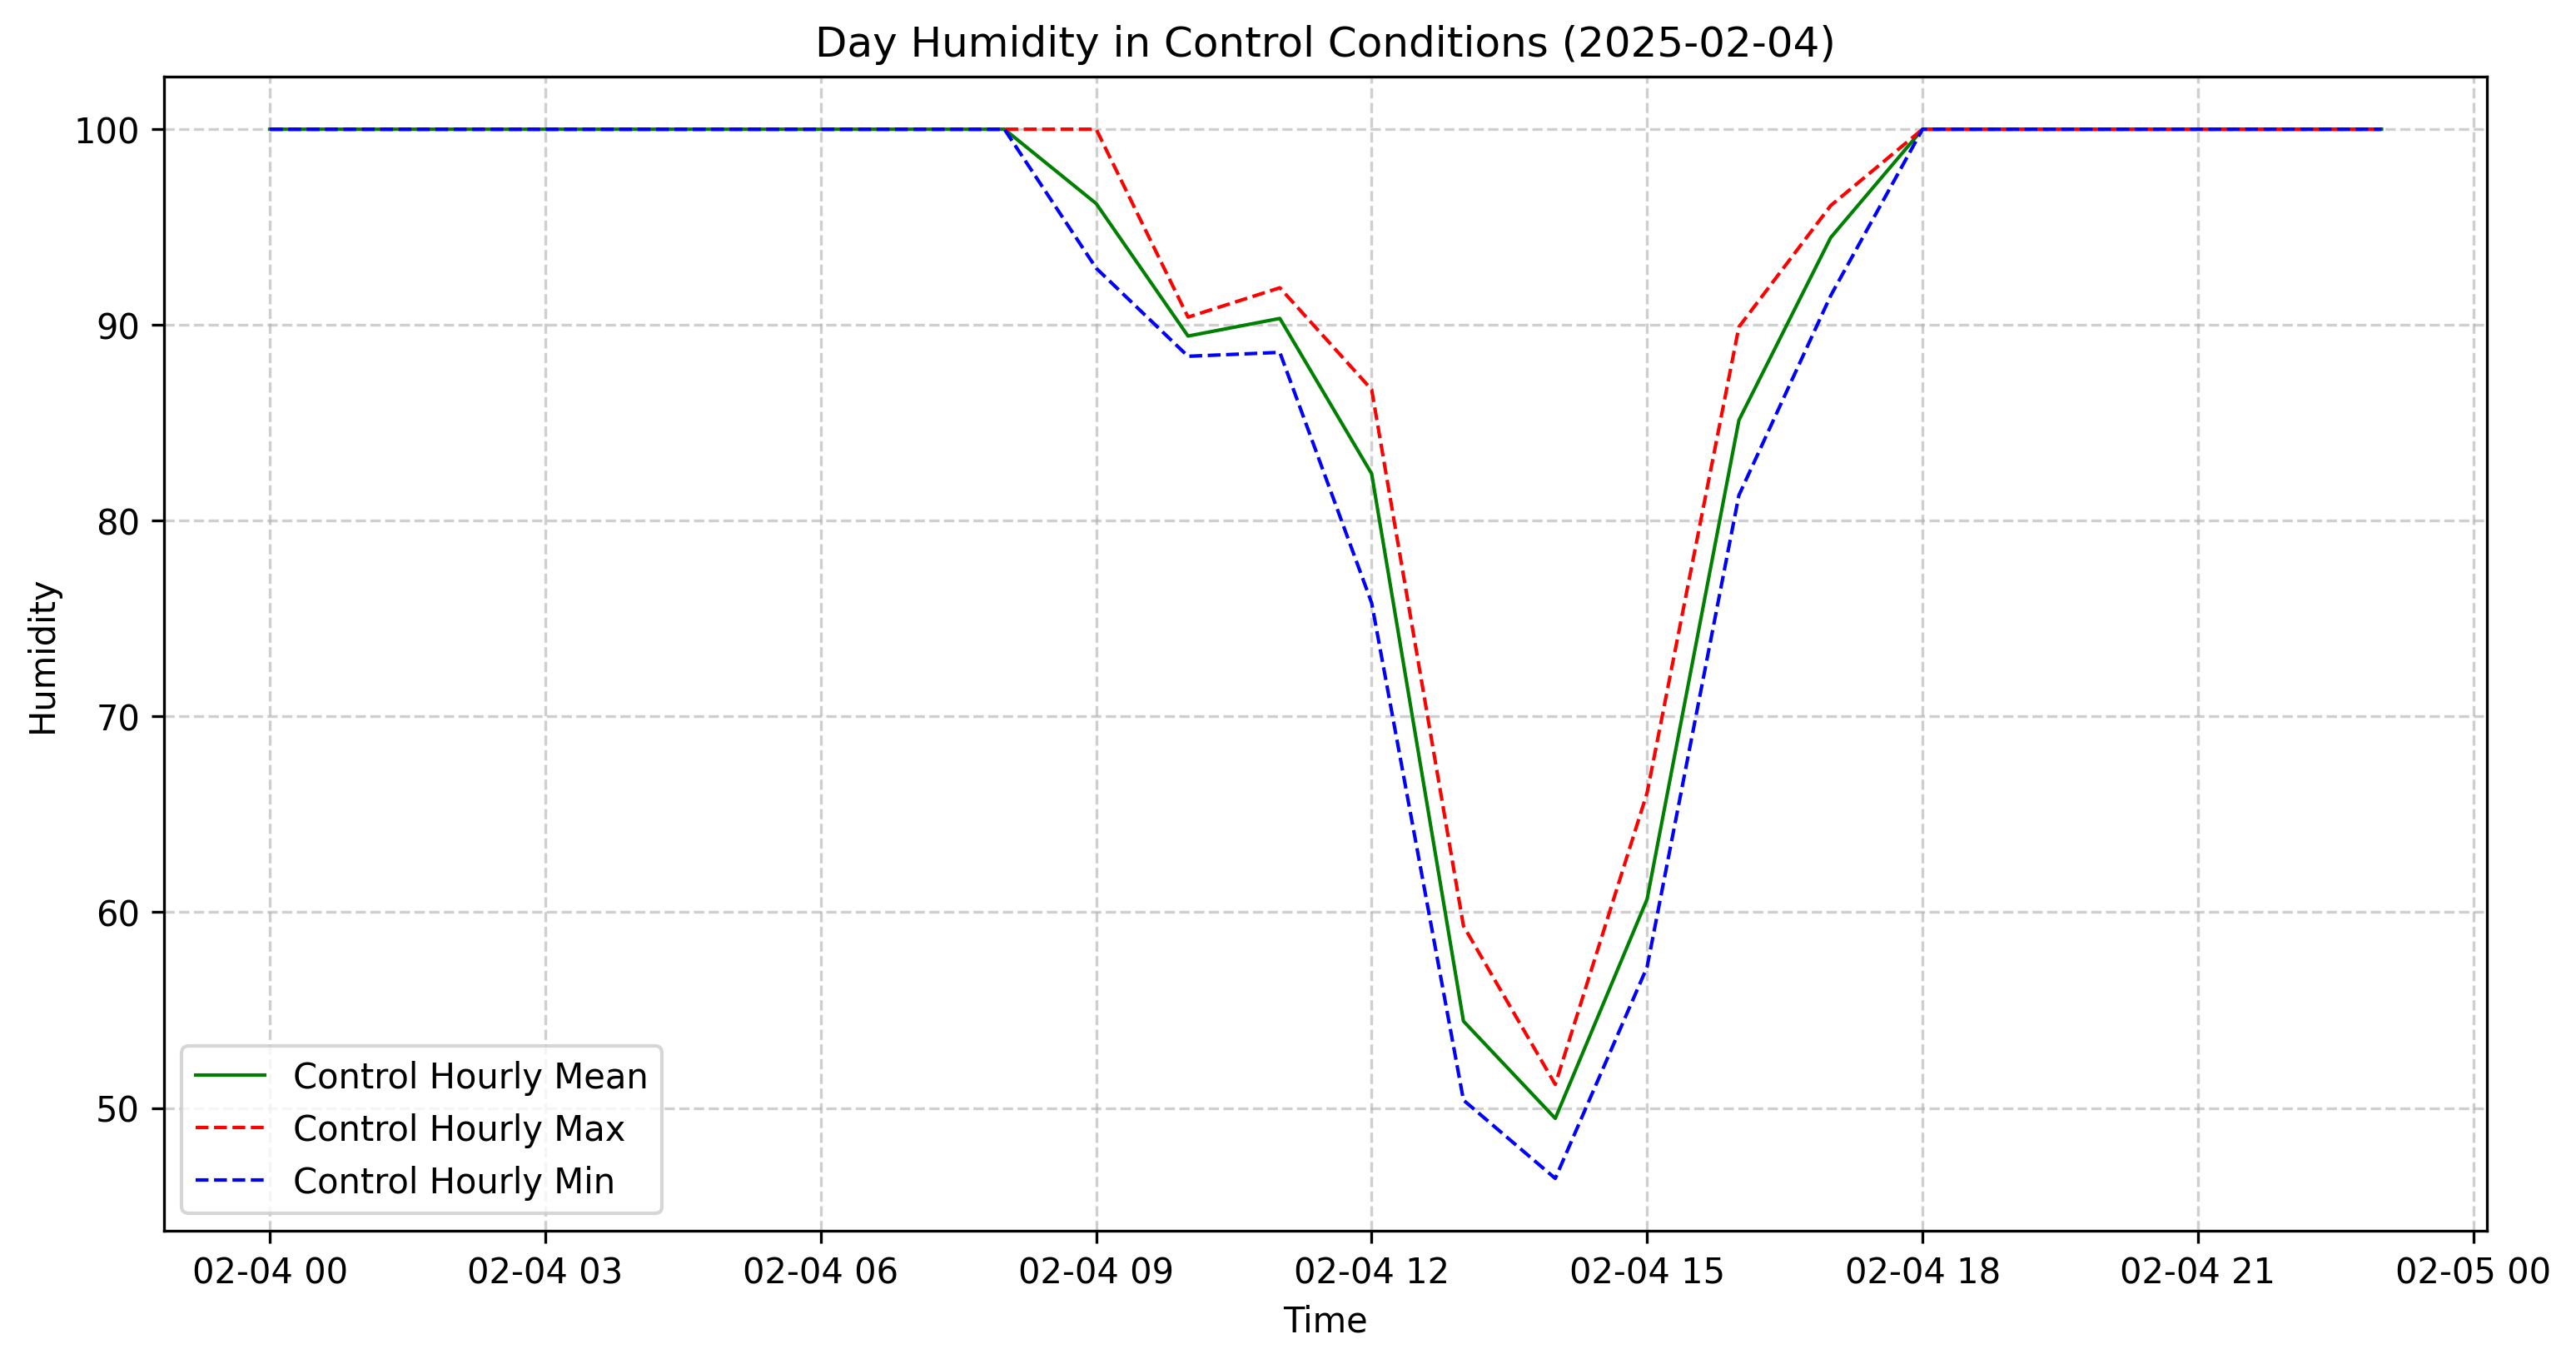 Day Humidity in Control Conditions (2025-02-04)
Humidity
100
90
80
70
60
50
Control Hourly Mean
Control Hourly Max
Control Hourly Min
02-04 00 02-04 03 02-04 06 02-04 09 02-04 12 02-04 15 02-04 18 02-04 21 02-05 00
Time